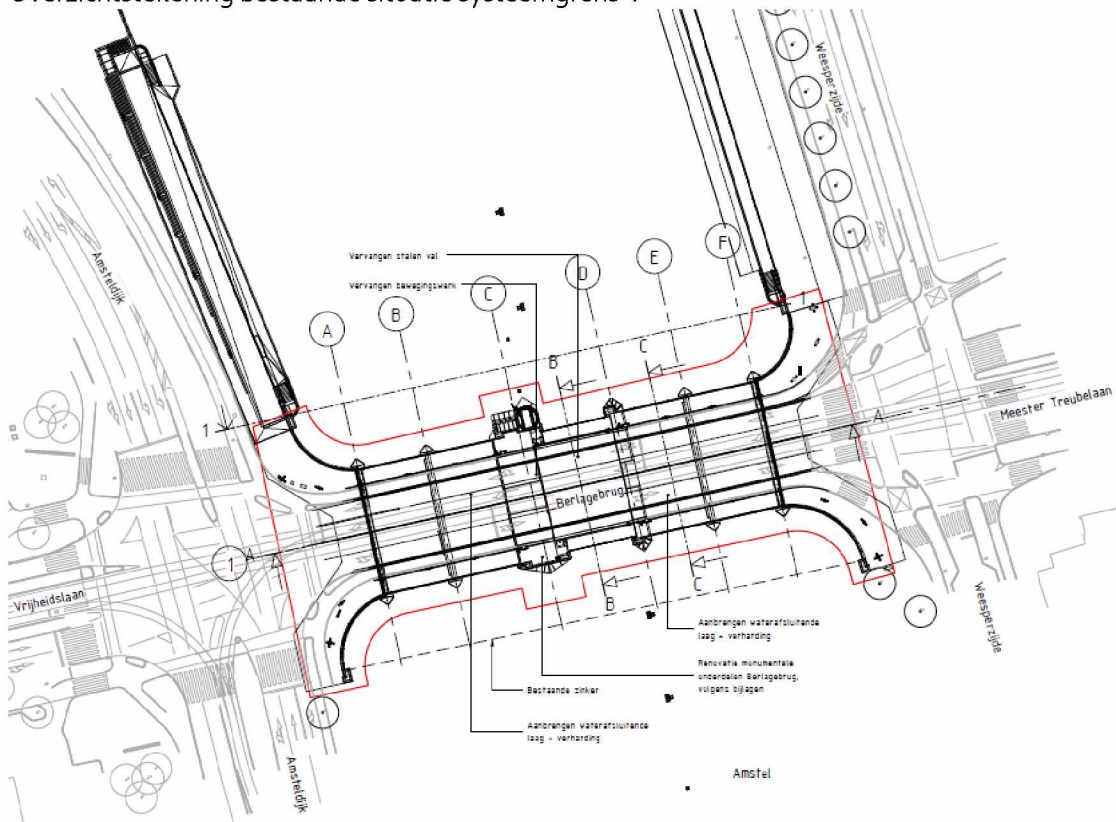 Overzichtstekening bestaande situatie systeemgrens".
Weesperzijde
Amsteldijk
Vervangen stalen val
Vervangen bewegingswerk
A
B
C
D
E
F
1
1
B
C
A
Meester Treubelaan
Berlagebrug
A
1
Vrijheidslaan
B
C
Aanbrengen waterafsluitende
laag + verharding
Renovatie monumentale
onderdelen Berlagebrug,
volgens bijlagen
Bestaande zinker
Aanbrengen waterafsluitende
laag + verharding
Weesperzijde
Amsteldijk
Amstel